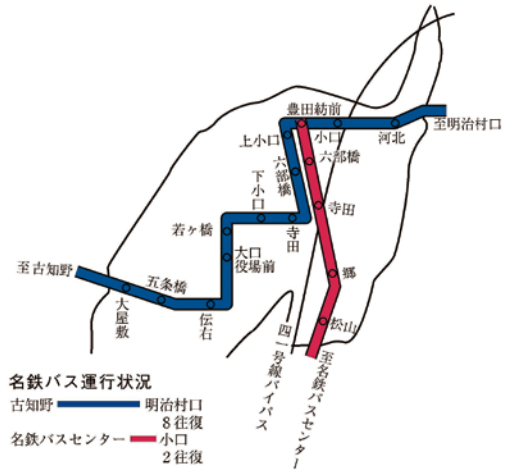 豊田紡前
至明治村口
小口
河北
上小口
六部橋
六部橋
下小口
寺田
寺田
若ヶ橋
大口
役場前
至古知野
五条橋
大屋敷
伝右
郷
松山
四一号線バイパス
至名鉄バスセンター
名鉄バス運行状況
古知野 明治村口
8往復
名鉄バスセンター 小口
2往復